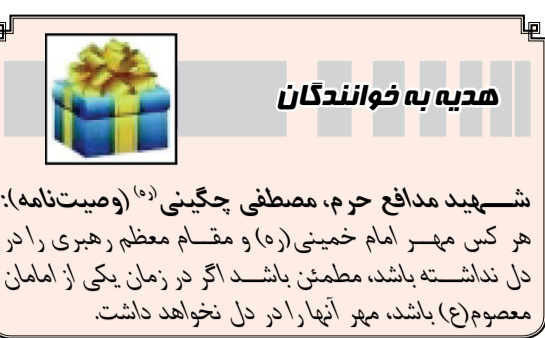 هدیه به خوانندگان
شـــهید مدافع حرم، مصطفی چگینی(ره) (وصیت‌نامه):
هر کس مهـــر امام خمینی(ره) و مقـــام معظم رهبری را در
دل نداشـــته باشد، مطمئن باشـــد اگر در زمان یکی از امامان
معصوم(ع) باشد، مهر آنها را در دل نخواهد داشت.